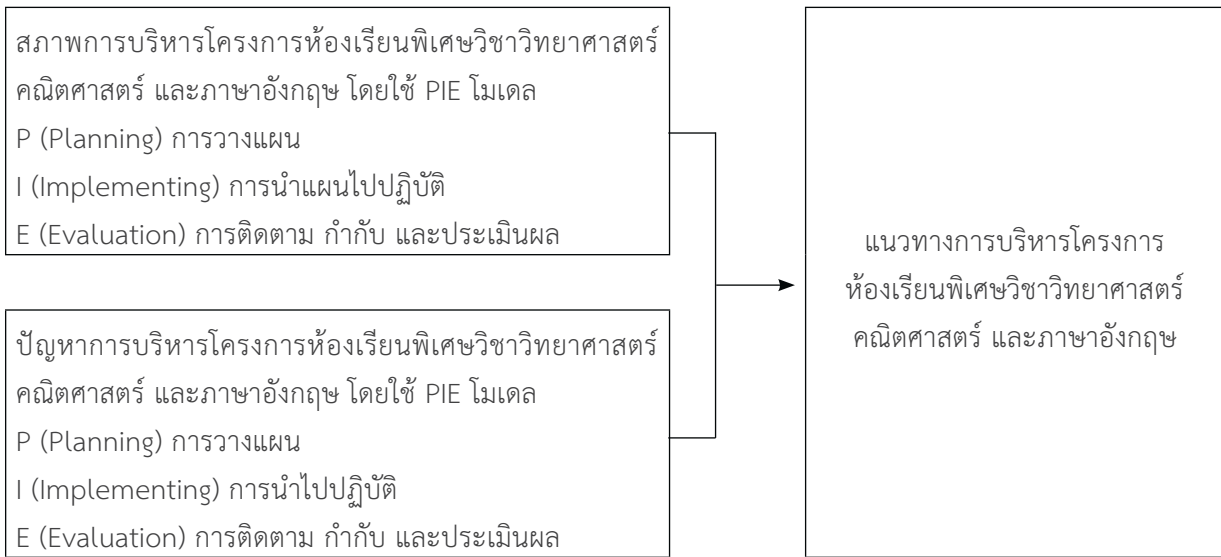 สภาพการบริหารโครงการห้องเรียนพิเศษวิชาวิทยาศาสตร์
คณิตศาสตร์ และภาษาอังกฤษ โดยใช้ PIE โมเดล
P (Planning) การวางแผน
I (Implementing) การนำแผนไปปฏิบัติ
E (Evaluation) การติดตาม กำกับ และประเมินผล
ปัญหาการบริหารโครงการห้องเรียนพิเศษวิชาวิทยาศาสตร์
คณิตศาสตร์ และภาษาอังกฤษ โดยใช้ PIE โมเดล
P (Planning) การวางแผน
I (Implementing) การนำไปปฏิบัติ
E (Evaluation) การติดตาม กำกับ และประเมินผล
แนวทางการบริหารโครงการ
ห้องเรียนพิเศษวิชาวิทยาศาสตร์
คณิตศาสตร์ และภาษาอังกฤษ